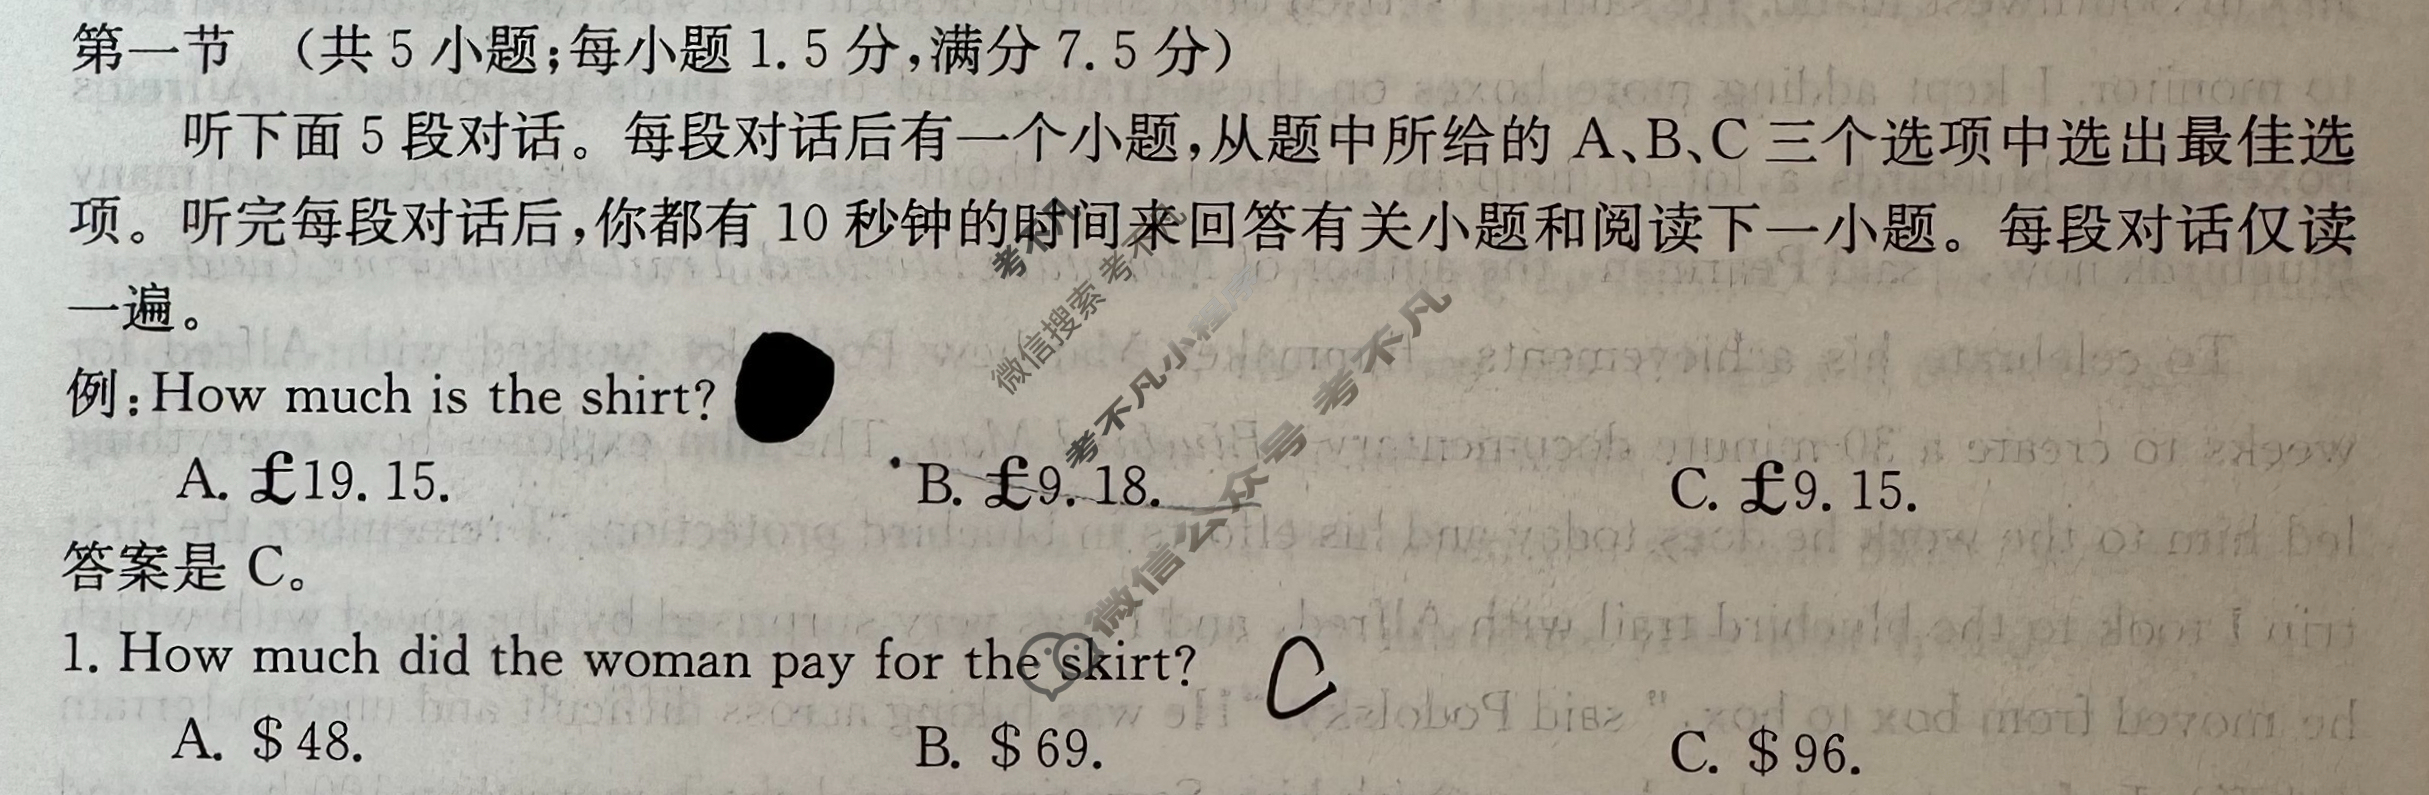 第一节 （共 5 小题;每小题 1.5 分,满分 7.5 分）
听下面 5 段对话。每段对话后有一个小题,从题中所给的 A、B、C 三个选项中选出最佳选
项。听完每段对话后,你都有 10 秒钟的时间来回答有关小题和阅读下一小题。每段对话仅读
一遍。
例:How much is the shirt?
A. £19.15. B. £9.18. C. £9.15.
答案是 C。
1. How much did the woman pay for the skirt? C
A. $48. B. $69. C. $96.
考不凡
微信搜索 考不凡
考不凡小程序
微信公众号 考不凡